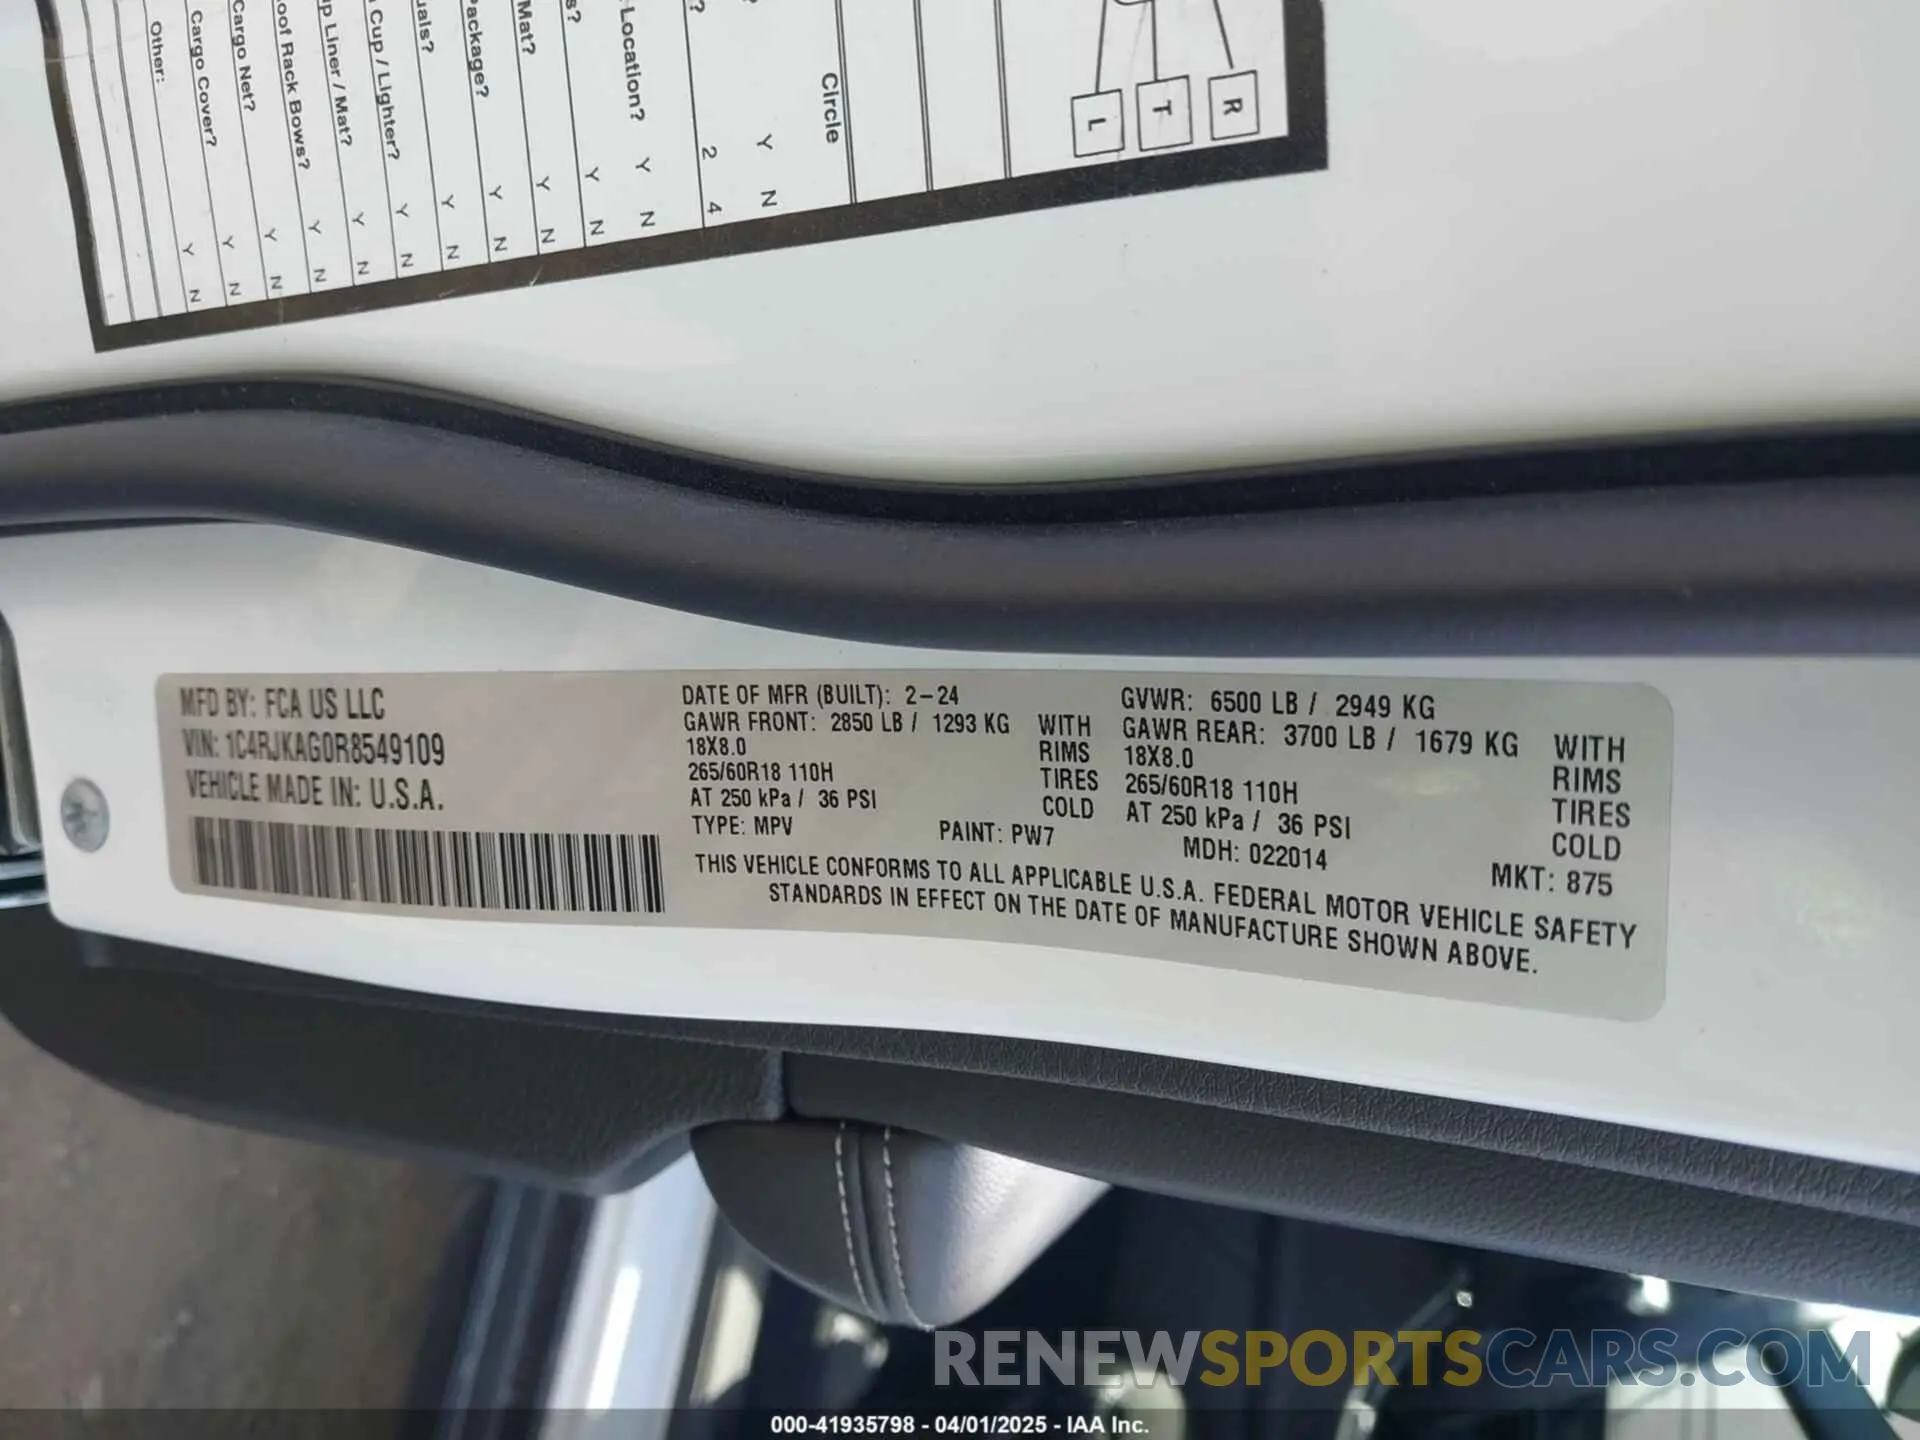 Other:
Cargo Cover? Y N
Cargo Net? Y N
Roof Rack Bows? Y N
Liner / Mat? Y N
Cup / Lighter? Y N
Y N
Package? Y N
Mat? Y N
Y N
Location? Y N
2 4
Y N
Circle
L T R
MFD BY: FCA US LLC
VIN: 1C4RJKAG0R8549109
VEHICLE MADE IN: U.S.A.
DATE OF MFR (BUILT): 2-24
GAWR FRONT: 2850 LB / 1293 KG WITH
18X8.0 RIMS
265/60R18 110H TIRES
AT 250 kPa / 36 PSI COLD
TYPE: MPV PAINT: PW7
GVWR: 6500 LB / 2949 KG
GAWR REAR: 3700 LB / 1679 KG WITH
18X8.0 RIMS
265/60R18 110H TIRES
AT 250 kPa / 36 PSI COLD
MDH: 022014 MKT: 875
THIS VEHICLE CONFORMS TO ALL APPLICABLE U.S.A. FEDERAL MOTOR VEHICLE SAFETY
STANDARDS IN EFFECT ON THE DATE OF MANUFACTURE SHOWN ABOVE.
RENEWSPORTSCARS.COM
000-41935798 - 04/01/2025 - IAA Inc.